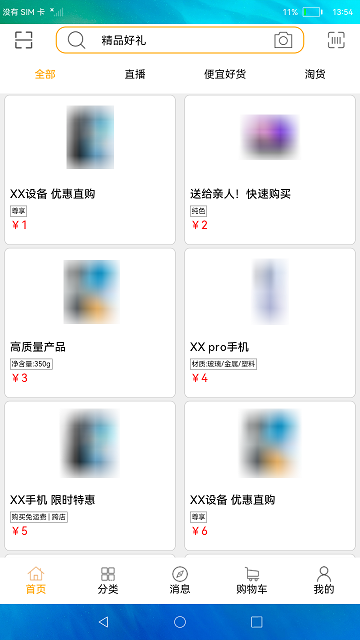 没有 SIM 卡
11%
13:54
精品好礼
全部
直播
便宜好货
淘货
XX设备 优惠直购
尊享
￥1
送给亲人！快速购买
纯色
￥2
高质量产品
净含量:350g
￥3
XX pro手机
材质:玻璃/金属/塑料
￥4
XX手机 限时特惠
购买免运费 | 跨店
￥5
XX设备 优惠直购
尊享
￥6
首页
分类
消息
购物车
我的